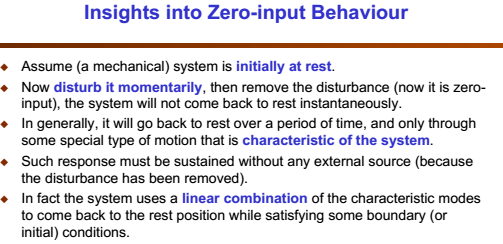 Insights into Zero-input Behaviour
Assume (a mechanical) system is initially at rest.
Now disturb it momentarily, then remove the disturbance (now it is zero-
input), the system will not come back to rest instantaneously.
In generally, it will go back to rest over a period of time, and only through
some special type of motion that is characteristic of the system.
Such response must be sustained without any external source (because
the disturbance has been removed).
In fact the system uses a linear combination of the characteristic modes
to come back to the rest position while satisfying some boundary (or
initial) conditions.